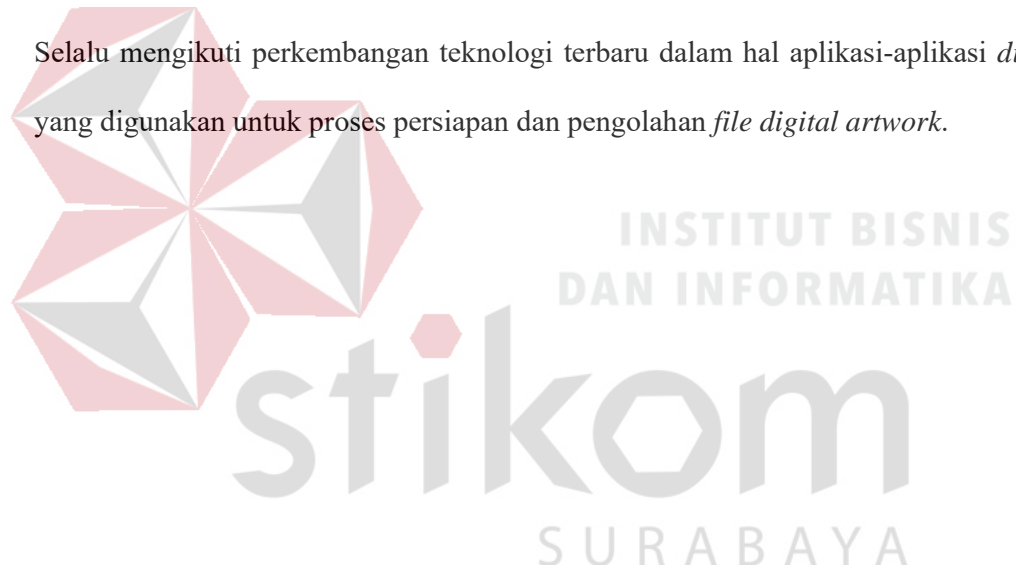 Selalu mengikuti perkembangan teknologi terbaru dalam hal aplikasi-aplikasi
yang digunakan untuk proses persiapan dan pengolahan file digital artwork.
INSTITUT BISNIS
DAN INFORMATIKA
stikom
SURABAYA